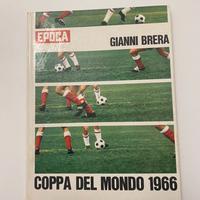 EPOCA
GIANNI BRERA
COPPA DEL MONDO 1966